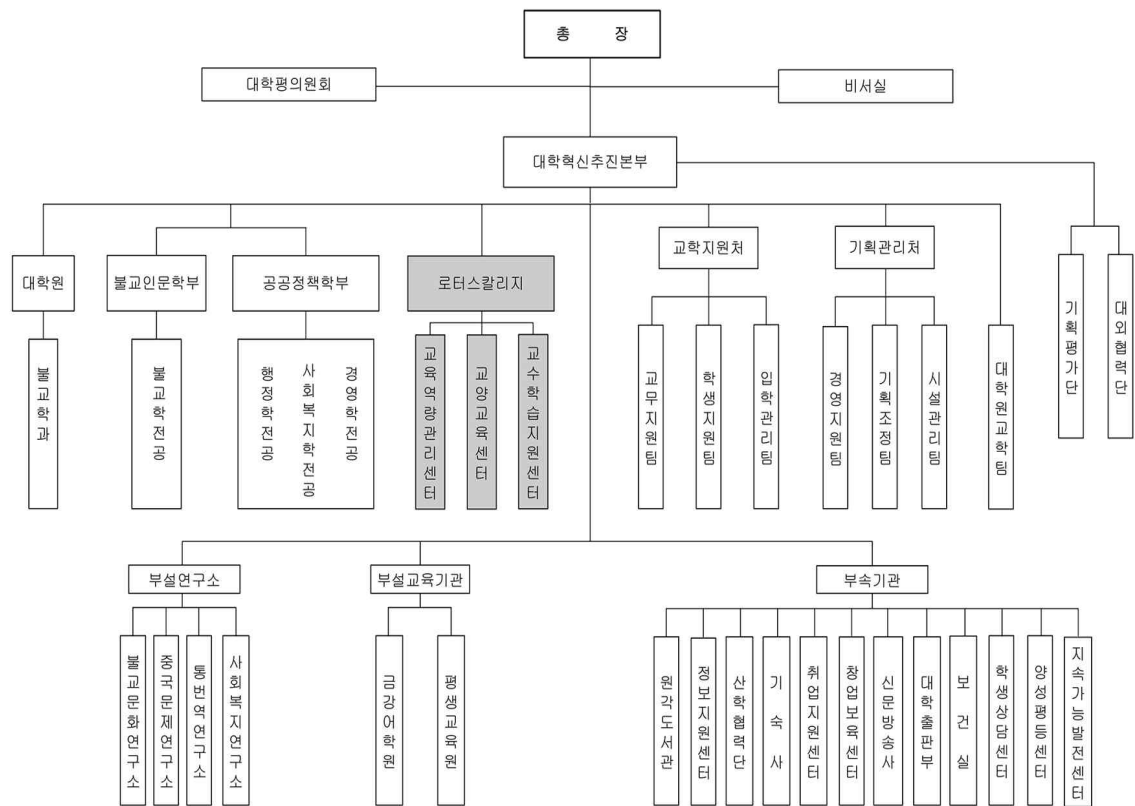 총 장
대학평의원회
비서실
대학혁신추진본부
교학지원처
기획관리처
대학원
불교인문학부
공공정책학부
로터스칼리지
기획평가단
대외협력단
불교학과
불교학전공
행정학전공
사회복지학전공
경영학전공
교육역량관리센터
교양교육센터
교수학습지원센터
교무지원팀
학생지원팀
입학관리팀
경영지원팀
기획조정팀
시설관리팀
대학원교학팀
부설연구소
부설교육기관
부속기관
불교문화연구소
중국문제연구소
통번역연구소
사회복지연구소
금강어학원
평생교육원
원각도서관
정보지원센터
산학협력단
기숙사
취업지원센터
창업보육센터
신문방송사
대학출판부
보건실
학생상담센터
양성평등센터
지속가능발전센터